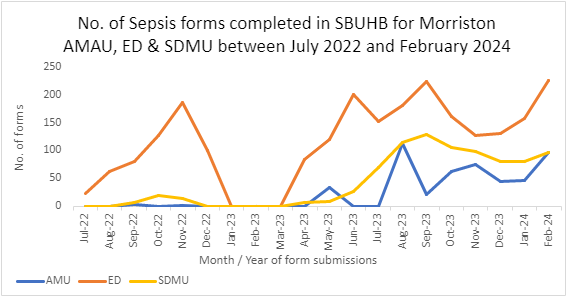 No. of Sepsis forms completed in SBUHB for Morriston
AMAU, ED & SDMU between July 2022 and February 2024
No. of forms
250
200
150
100
50
0
Jul-22
Aug-22
Sep-22
Oct-22
Nov-22
Dec-22
Jan-23
Feb-23
Mar-23
Apr-23
May-23
Jun-23
Jul-23
Aug-23
Sep-23
Oct-23
Nov-23
Dec-23
Jan-24
Feb-24
Month / Year of form submissions
AMU
ED
SDMU